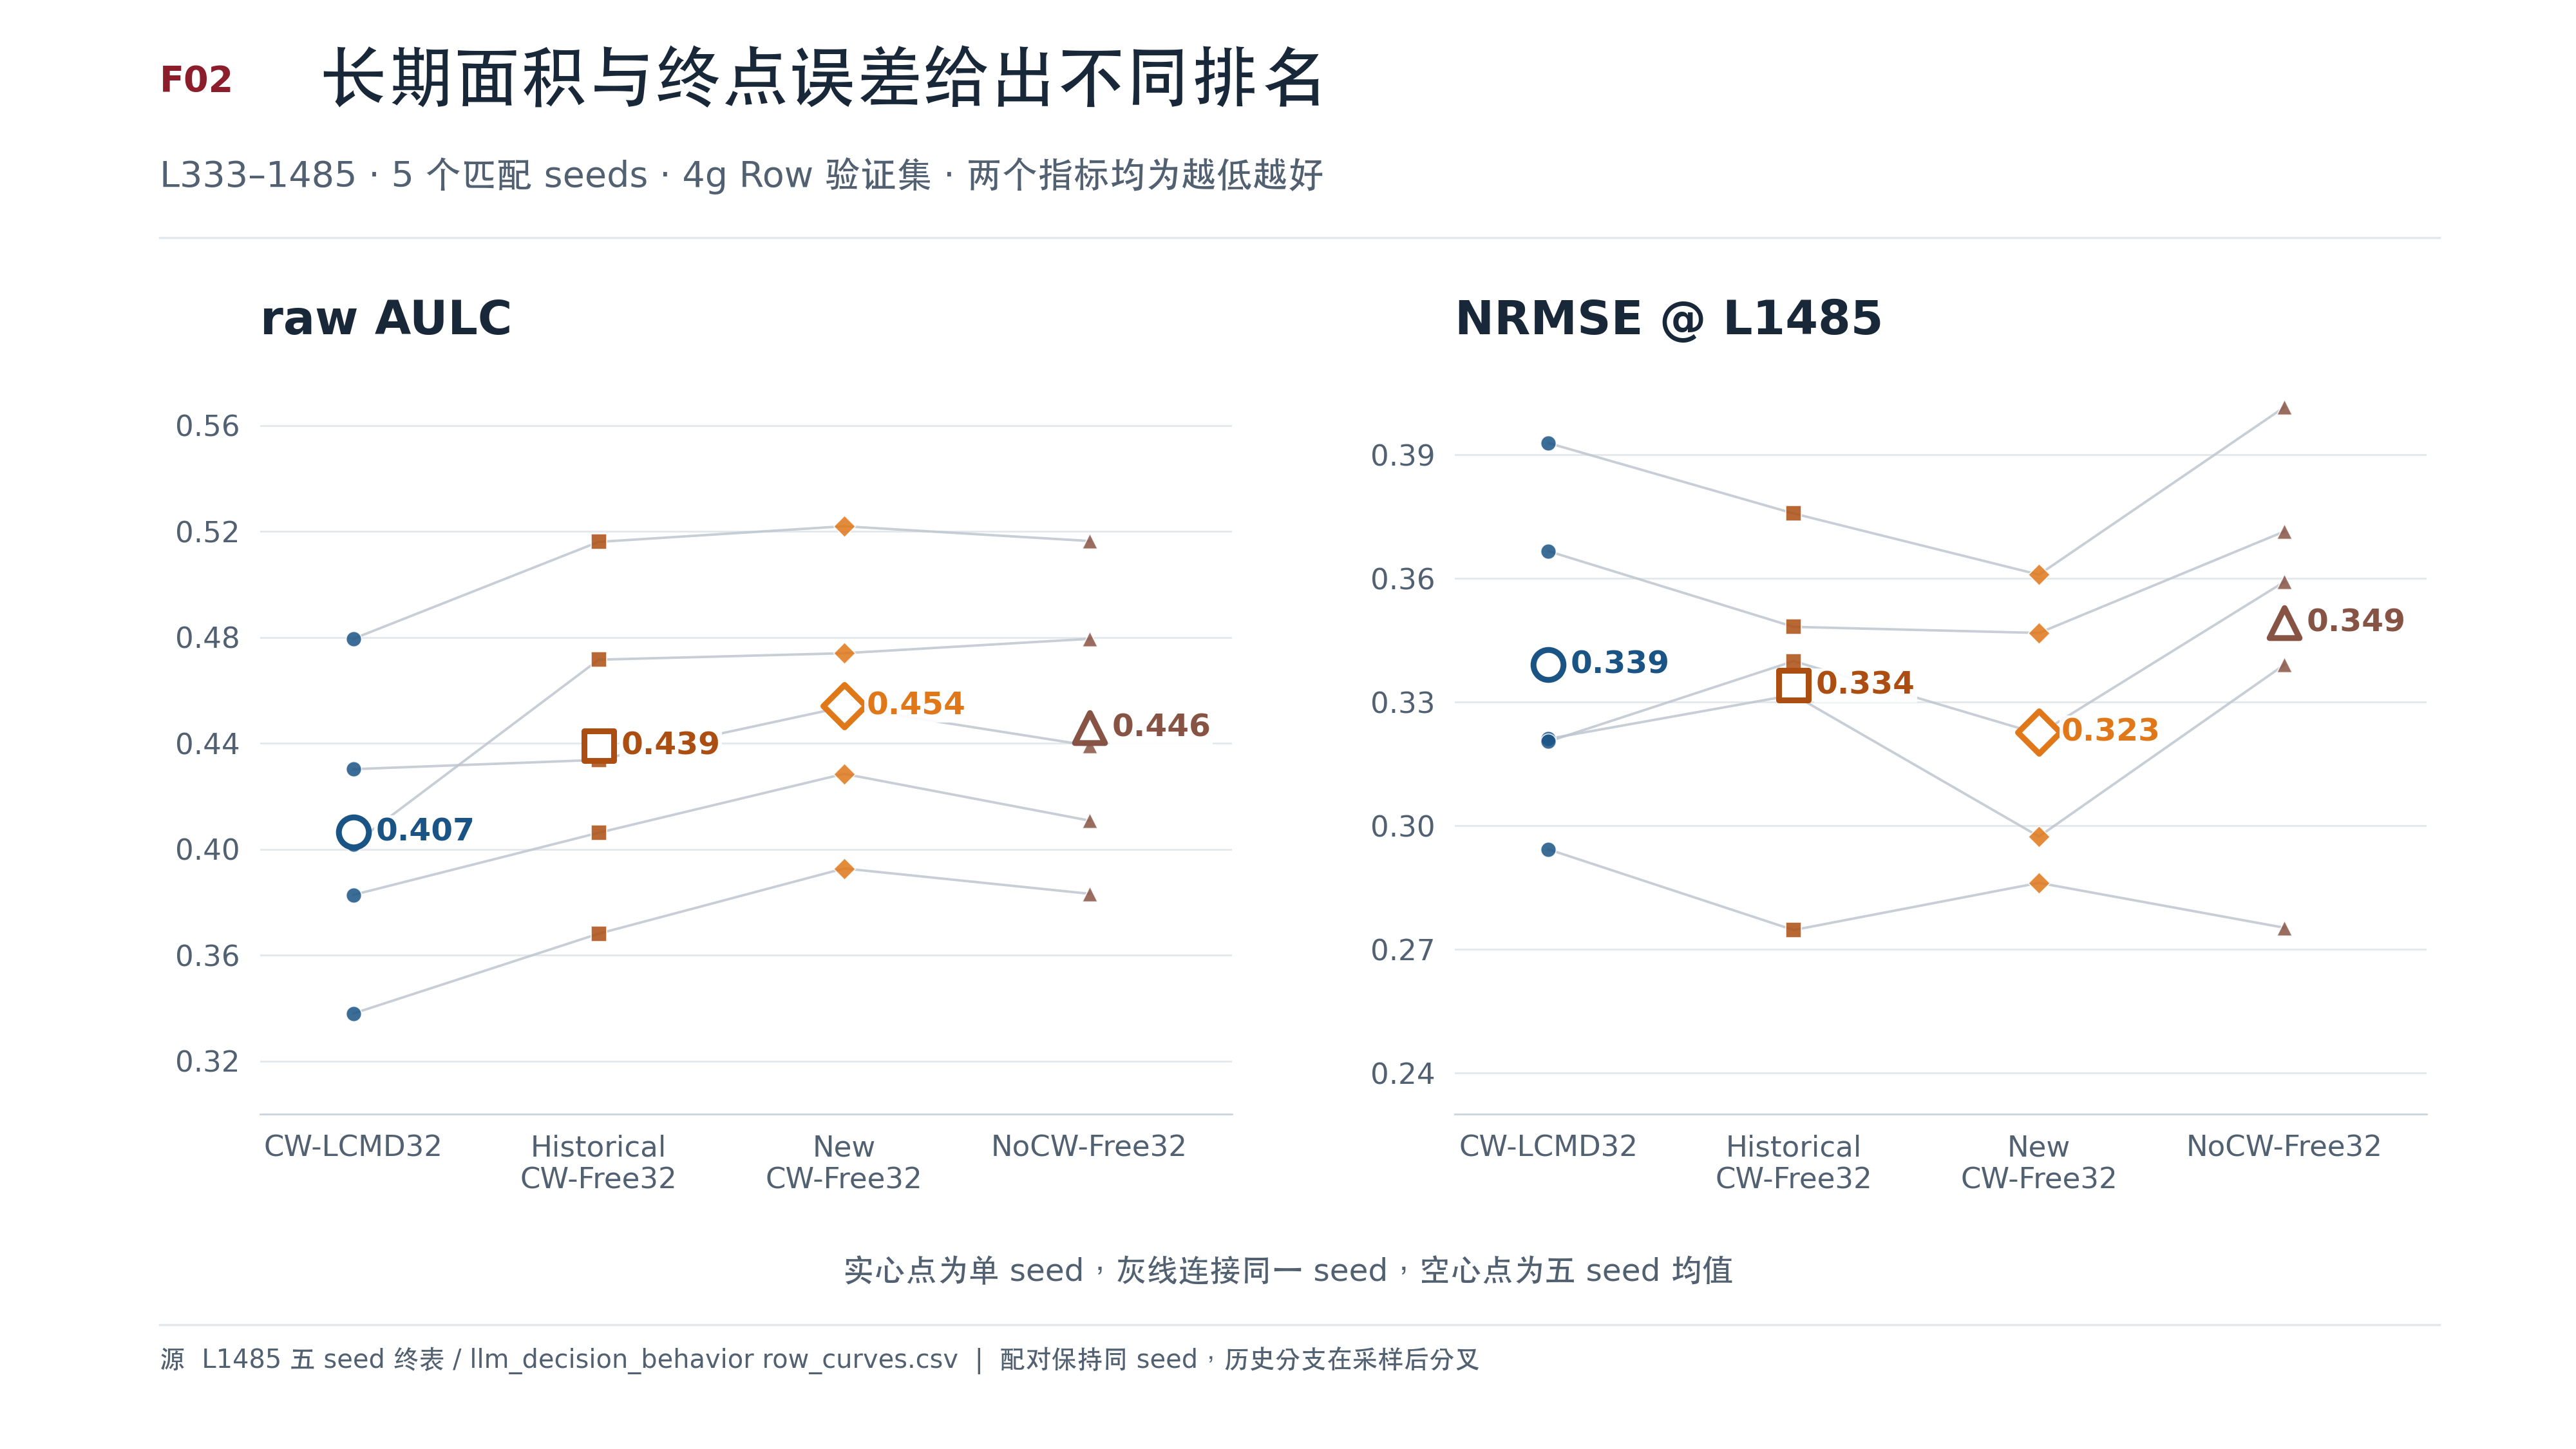 F02 长期面积与终点误差给出不同排名
L333–1485 · 5 个匹配 seeds · 4g Row 验证集 · 两个指标均为越低越好
raw AULC
0.56
0.52
0.48
0.44
0.40
0.36
0.32
0.407
0.439
0.454
0.446
CW-LCMD32
Historical
CW-Free32
New
CW-Free32
NoCW-Free32
NRMSE @ L1485
0.39
0.36
0.33
0.30
0.27
0.24
0.339
0.334
0.323
0.349
CW-LCMD32
Historical
CW-Free32
New
CW-Free32
NoCW-Free32
实心点为单 seed，灰线连接同一 seed，空心点为五 seed 均值
源 L1485 五 seed 终表 / llm_decision_behavior row_curves.csv | 配对保持同 seed，历史分支在采样后分叉